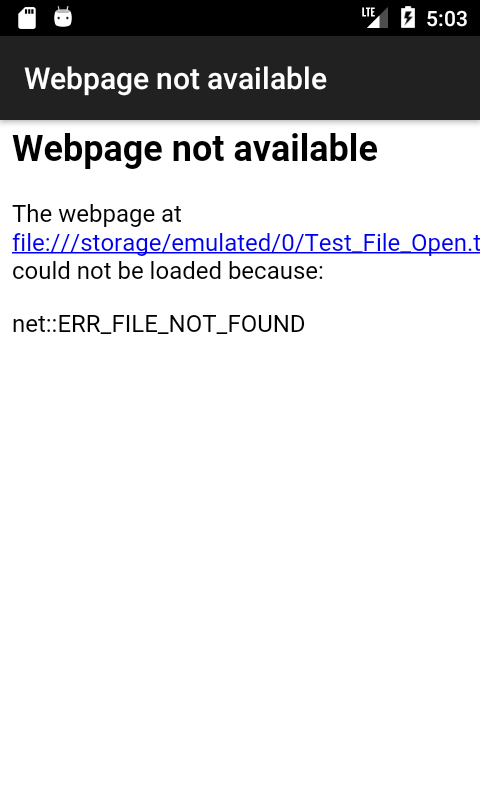 LTE 5:03
Webpage not available
Webpage not available
The webpage at
file:///storage/emulated/0/Test_File_Open.t
could not be loaded because:
net::ERR_FILE_NOT_FOUND